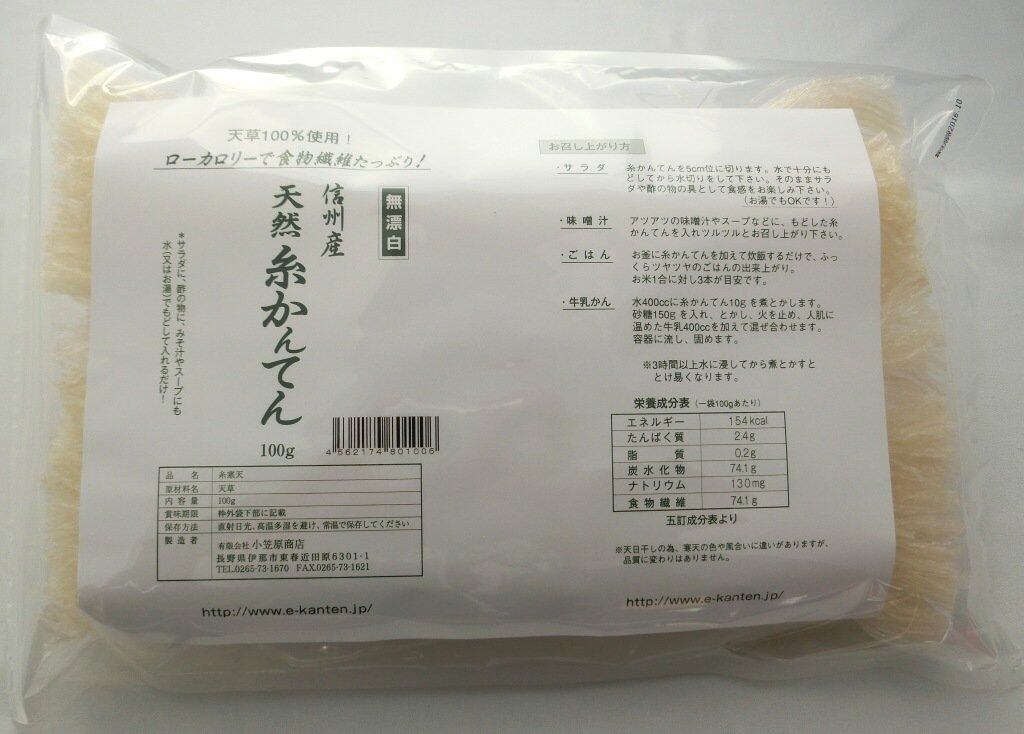 天草100％使用！
ローカロリーで食物繊維たっぷり！
無漂白
信州産
天然 糸かんてん
＊サラダに、酢の物に、みそ汁やスープにも
水（又はお湯）でもどして入れるだけ！
100g
4 562174 801006
品名 糸寒天
原材料名 天草
内容量 100g
賞味期限 枠外袋下部に記載
保存方法 直射日光、高温多湿を避け、常温で保存してください
製造者 有限会社 小笠原商店
長野県伊那市東春近田原6301-1
TEL.0265-73-1670 FAX.0265-73-1621
http://www.e-kanten.jp/
お召し上がり方
・サラダ 糸かんてんを5cm位に切ります。水で十分にも
どしてから水切りをして下さい。そのままサラ
ダや酢の物の具として食感をお楽しみ下さい。
（お湯でもOKです！）
・味噌汁 アツアツの味噌汁やスープなどに、もどした糸
かんてんを入れツルツルとお召し上がり下さい。
・ごはん お釜に糸かんてんを加えて炊飯するだけで、ふっ
くらツヤツヤのごはんの出来上がり。
お米1合に対し3本が目安です。
・牛乳かん 水400ccに糸かんてん10gを煮とかします。
砂糖150gを入れ、とかし、火を止め、人肌に
温めた牛乳400ccを加えて混ぜ合わせます。
容器に流し、固めます。
※3時間以上水に浸してから煮とかすと
とけ易くなります。
栄養成分表（一袋100gあたり）
エネルギー 154kcal
たんぱく質 2.4g
脂質 0.2g
炭水化物 74.1g
ナトリウム 130mg
食物繊維 74.1g
五訂成分表より
※天日干しの為、寒天の色や風合いに違いがありますが、
品質に変わりはありません。
http://www.e-kanten.jp/
2016.10